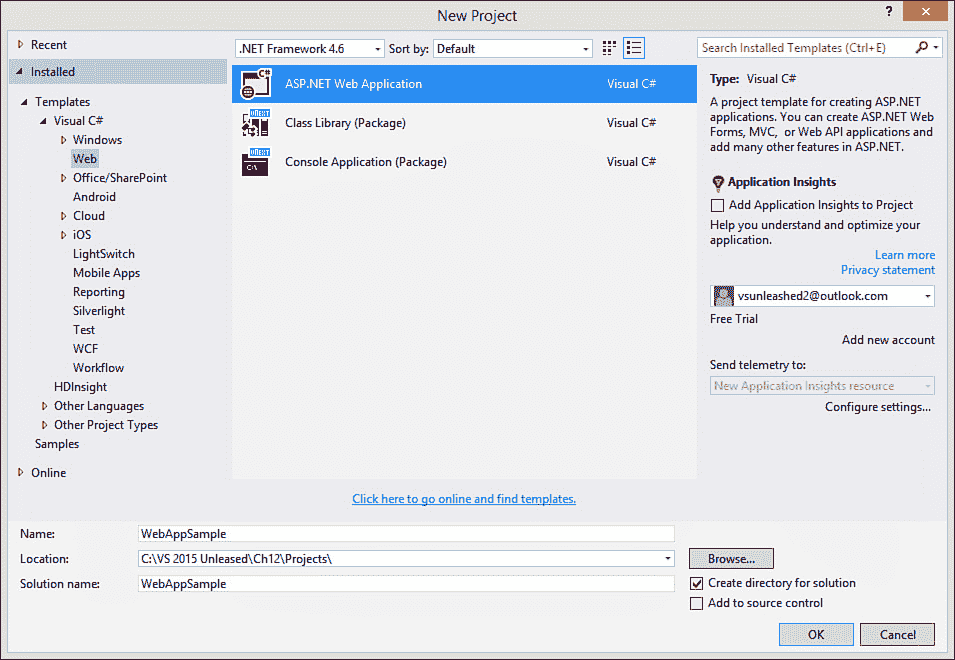 New Project
?
Recent
Installed
Templates
Visual C#
Windows
Web
Office/SharePoint
Android
Cloud
iOS
LightSwitch
Mobile Apps
Reporting
Silverlight
Test
WCF
Workflow
HDInsight
Other Languages
Other Project Types
Samples
Online
.NET Framework 4.6 Sort by: Default
C# ASP.NET Web Application Visual C#
vNEXT Class Library (Package) Visual C#
vNEXT C:\ Console Application (Package) Visual C#
Click here to go online and find templates.
Search Installed Templates (Ctrl+E)
Type: Visual C#
A project template for creating ASP.NET
applications. You can create ASP.NET Web
Forms, MVC, or Web API applications and
add many other features in ASP.NET.
Application Insights
Add Application Insights to Project
Help you understand and optimize your
application.
Learn more
Privacy statement
vsunleashed2@outlook.com
Free Trial
Add new account
Send telemetry to:
New Application Insights resource
Configure settings...
Name: WebAppSample
Location: C:\VS 2015 Unleased\Ch12\Projects\ Browse...
Solution name: WebAppSample
Create directory for solution
Add to source control
OK Cancel